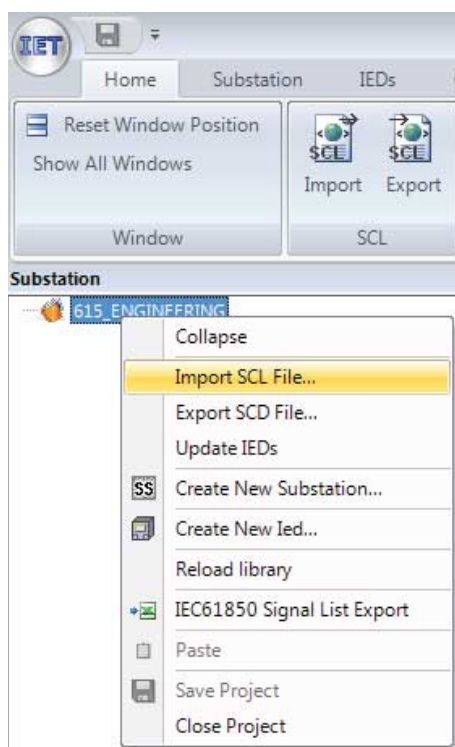 IET
Home Substation IEDs
Reset Window Position
Show All Windows
SCL SCL
Import Export
Window SCL
Substation
615_ENGINEERING
Collapse
Import SCL File...
Export SCD File...
Update IEDs
SS Create New Substation...
Create New Ied...
Reload library
IEC61850 Signal List Export
Paste
Save Project
Close Project